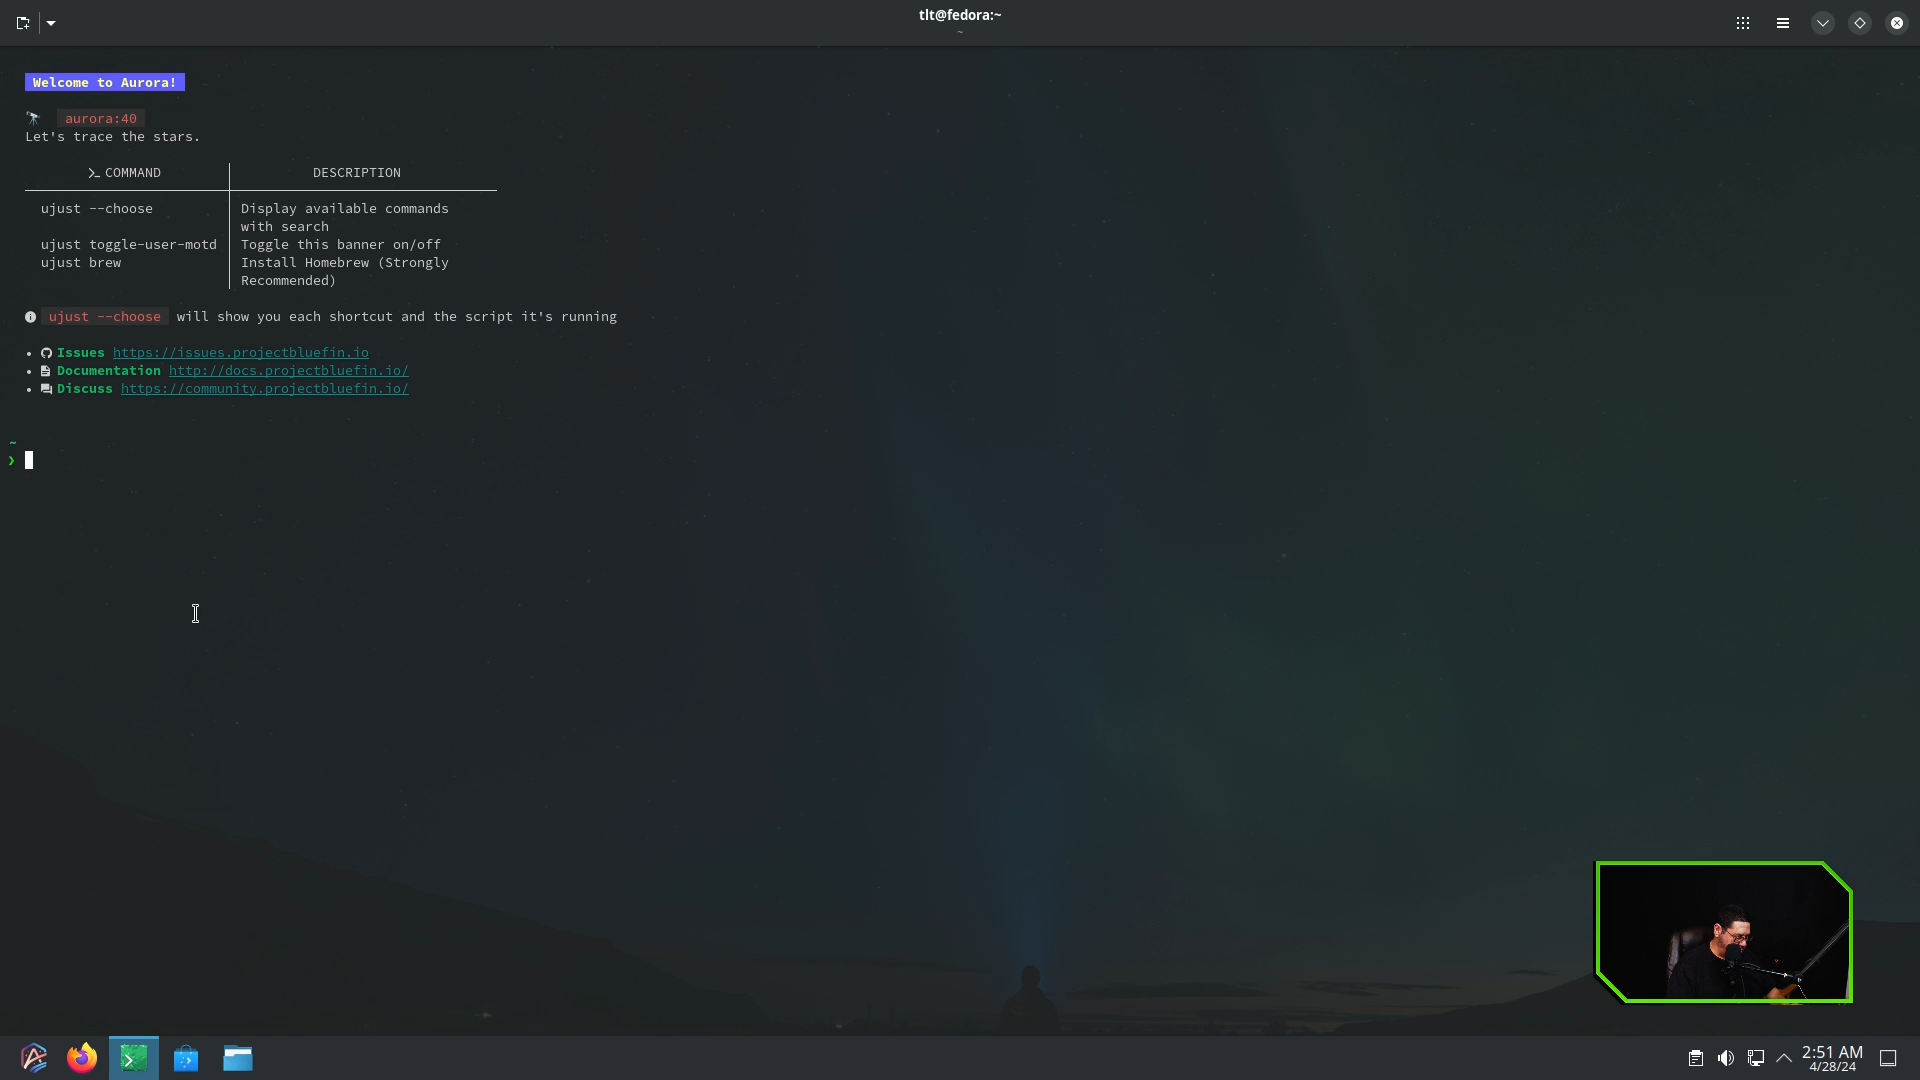 tlt@fedora:~
~
Welcome to Aurora!
aurora:40
Let's trace the stars.
COMMAND DESCRIPTION
ujust --choose Display available commands
with search
ujust toggle-user-motd Toggle this banner on/off
ujust brew Install Homebrew (Strongly
Recommended)
ujust --choose will show you each shortcut and the script it's running
• Issues https://issues.projectbluefin.io
• Documentation http://docs.projectbluefin.io/
• Discuss https://community.projectbluefin.io/
~
❯
2:51 AM
4/28/24